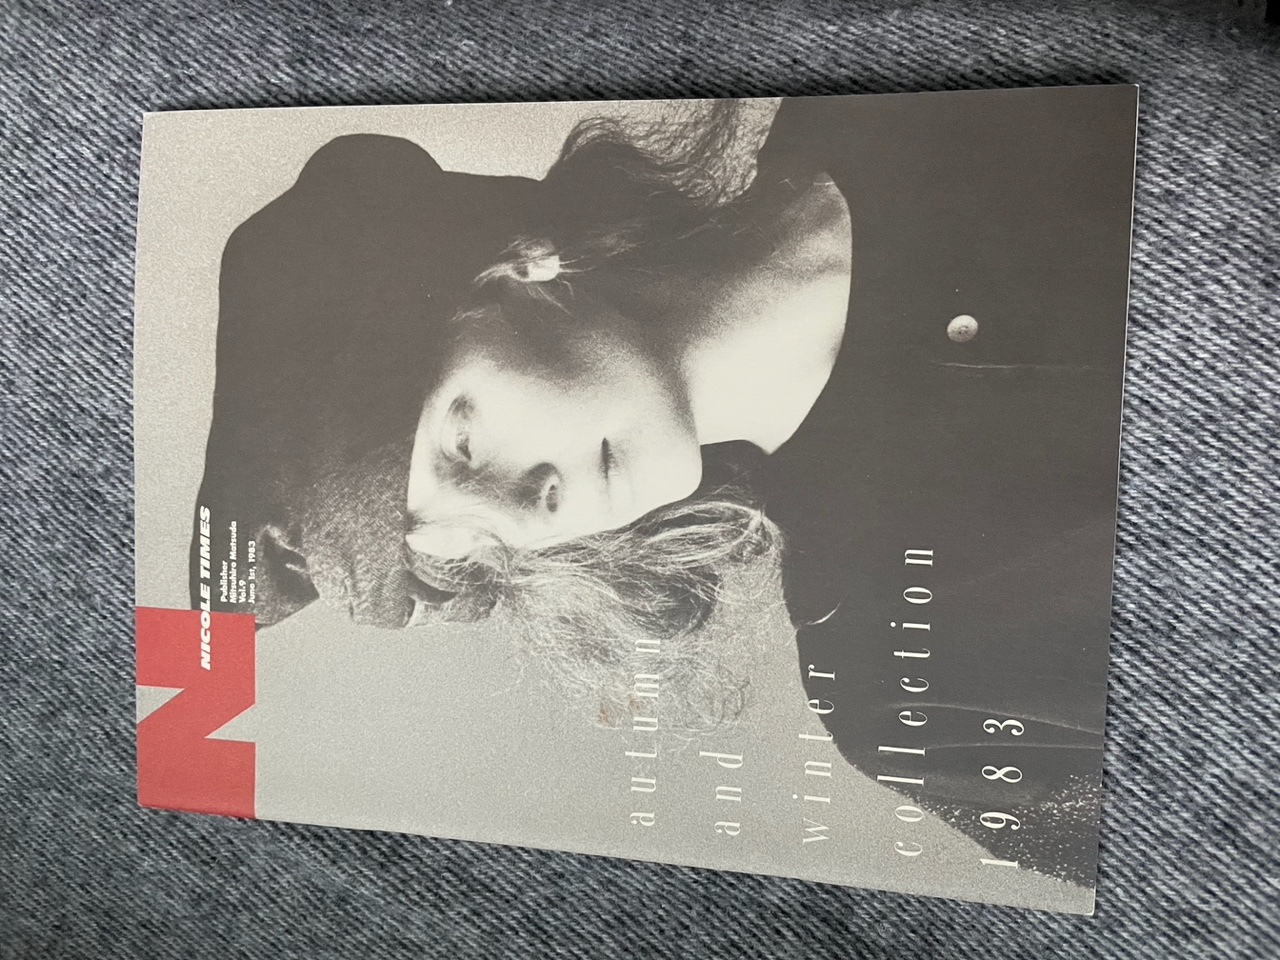 N
NICOLE TIMES
Publisher
Mitsuhiro Matsuda
Vol.9
June 1st, 1983
autumn
and
winter
collection
1983